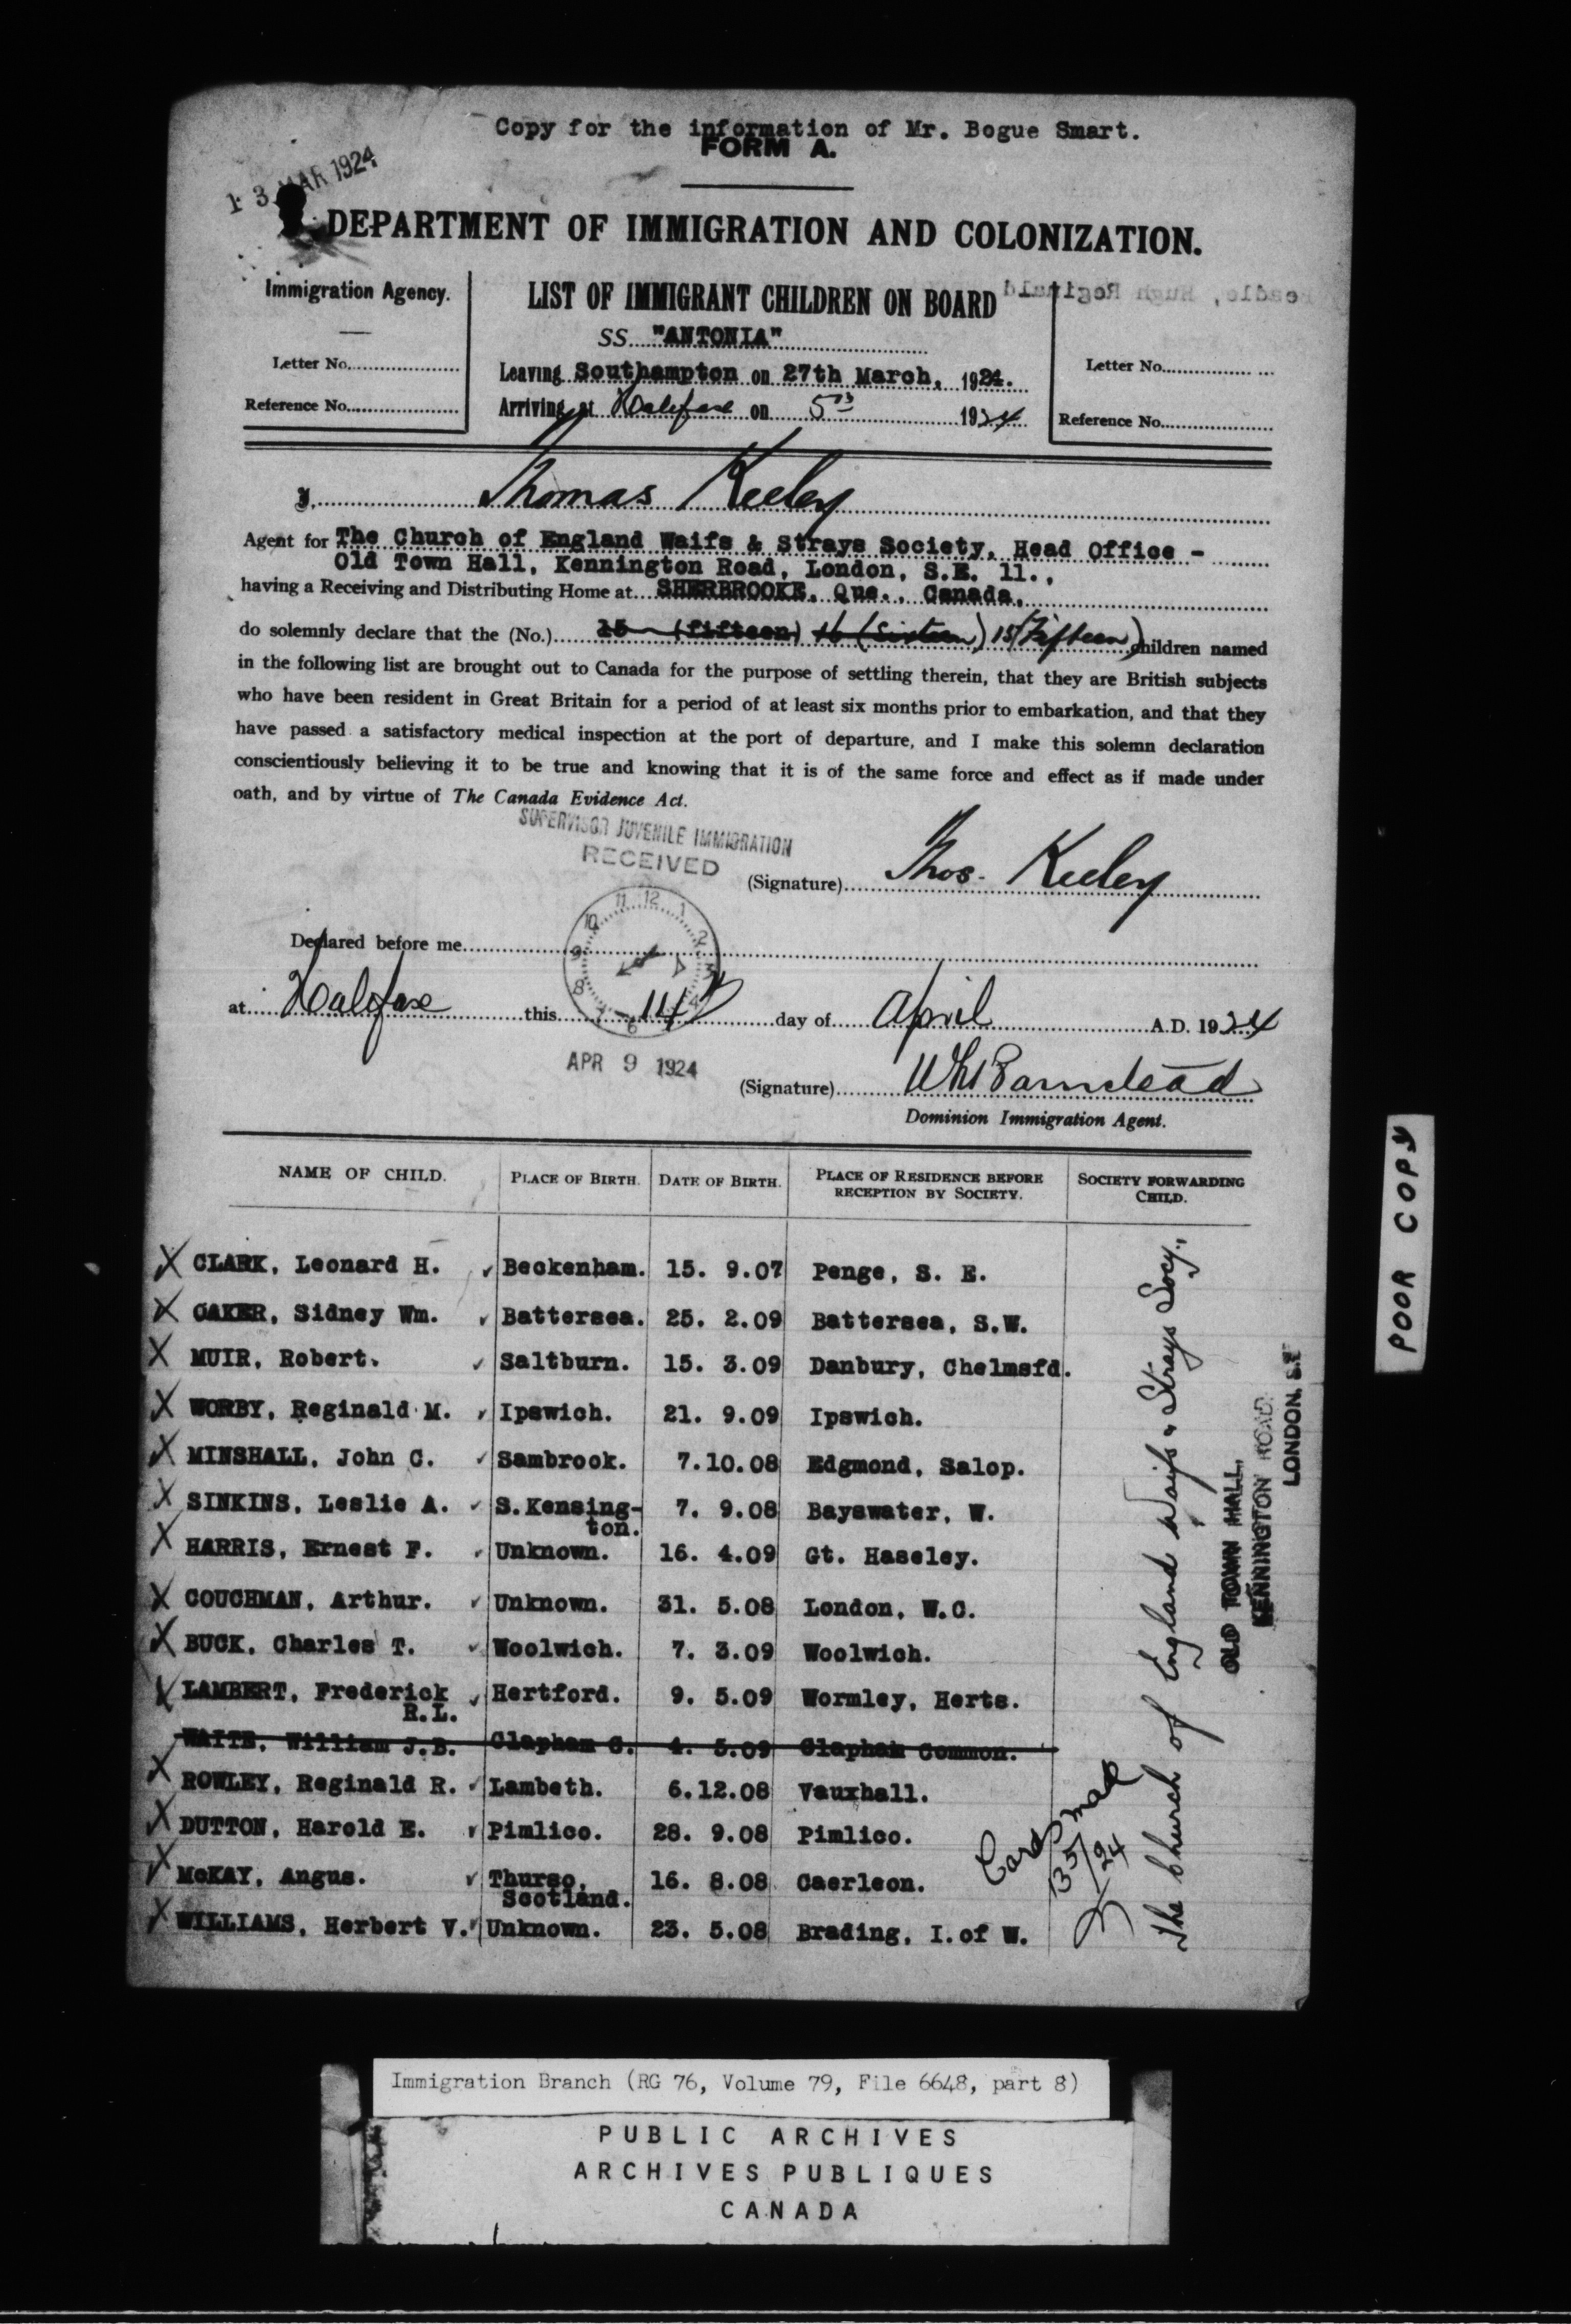 Copy for the information of Mr. Bogue Smart.
FORM A.
13 MAR 1924
DEPARTMENT OF IMMIGRATION AND COLONIZATION.
Immigration Agency.
Letter No.
Reference No.
LIST OF IMMIGRANT CHILDREN ON BOARD
SS. "ANTONIA"
Leaving Southampton on 27th March, 1924.
Arriving at Halifax on 5th 1924
Letter No.
Reference No.
I, Thomas Keeley
Agent for The Church of England Waifs & Strays Society, Head Office -
Old Town Hall, Kennington Road, London, S.E. 11.,
having a Receiving and Distributing Home at SHERBROOKE, Que., Canada,
do solemnly declare that the (No.) 15 - (fifteen) 16 (Sixteen) 15 (Fifteen) children named
in the following list are brought out to Canada for the purpose of settling therein, that they are British subjects
who have been resident in Great Britain for a period of at least six months prior to embarkation, and that they
have passed a satisfactory medical inspection at the port of departure, and I make this solemn declaration
conscientiously believing it to be true and knowing that it is of the same force and effect as if made under
oath, and by virtue of The Canada Evidence Act.
SUPERVISOR JUVENILE IMMIGRATION
RECEIVED
(Signature) Thos. Keeley
Declared before me
at Halifax this day of April A.D. 1924
APR 9 1924
(Signature) W H Barnstead
Dominion Immigration Agent.
NAME OF CHILD. PLACE OF BIRTH. DATE OF BIRTH. PLACE OF RESIDENCE BEFORE RECEPTION BY SOCIETY. SOCIETY FORWARDING CHILD.
X CLARK, Leonard H. ✓ Beckenham. 15. 9.07 Penge, S. E.
X OAKER, Sidney Wm. ✓ Battersea. 25. 2.09 Battersea, S.W.
X MUIR, Robert. ✓ Saltburn. 15. 3.09 Danbury, Chelmsfd.
X WORBY, Reginald M. ✓ Ipswich. 21. 9.09 Ipswich.
X MINSHALL, John C. ✓ Sambrook. 7.10.08 Edgmond, Salop.
X SINKINS, Leslie A. ✓ S.Kensington. 7. 9.08 Bayswater, W.
X HARRIS, Ernest F. ✓ Unknown. 16. 4.09 Gt. Haseley.
X COUCHMAN, Arthur. ✓ Unknown. 31. 5.08 London, W.C.
X BUCK, Charles T. ✓ Woolwich. 7. 3.09 Woolwich.
X LAMBERT, Frederick R.L. ✓ Hertford. 9. 5.09 Wormley, Herts.
WAITE, William J.B. Clapham C. 4. 5.09 Clapham Common.
X ROWLEY, Reginald R. ✓ Lambeth. 6.12.08 Vauxhall.
X DUTTON, Harold E. ✓ Pimlico. 28. 9.08 Pimlico.
X McKAY, Angus. ✓ Thurso, Scotland. 16. 8.08 Caerleon.
X WILLIAMS, Herbert V. ✓ Unknown. 23. 5.08 Brading, I.of W.
The Church of England Waifs & Strays Socy.,
OLD TOWN HALL,
KENNINGTON ROAD,
LONDON, S.E
POOR COPY
Immigration Branch (RG 76, Volume 79, File 6648, part 8)
PUBLIC ARCHIVES
ARCHIVES PUBLIQUES
CANADA